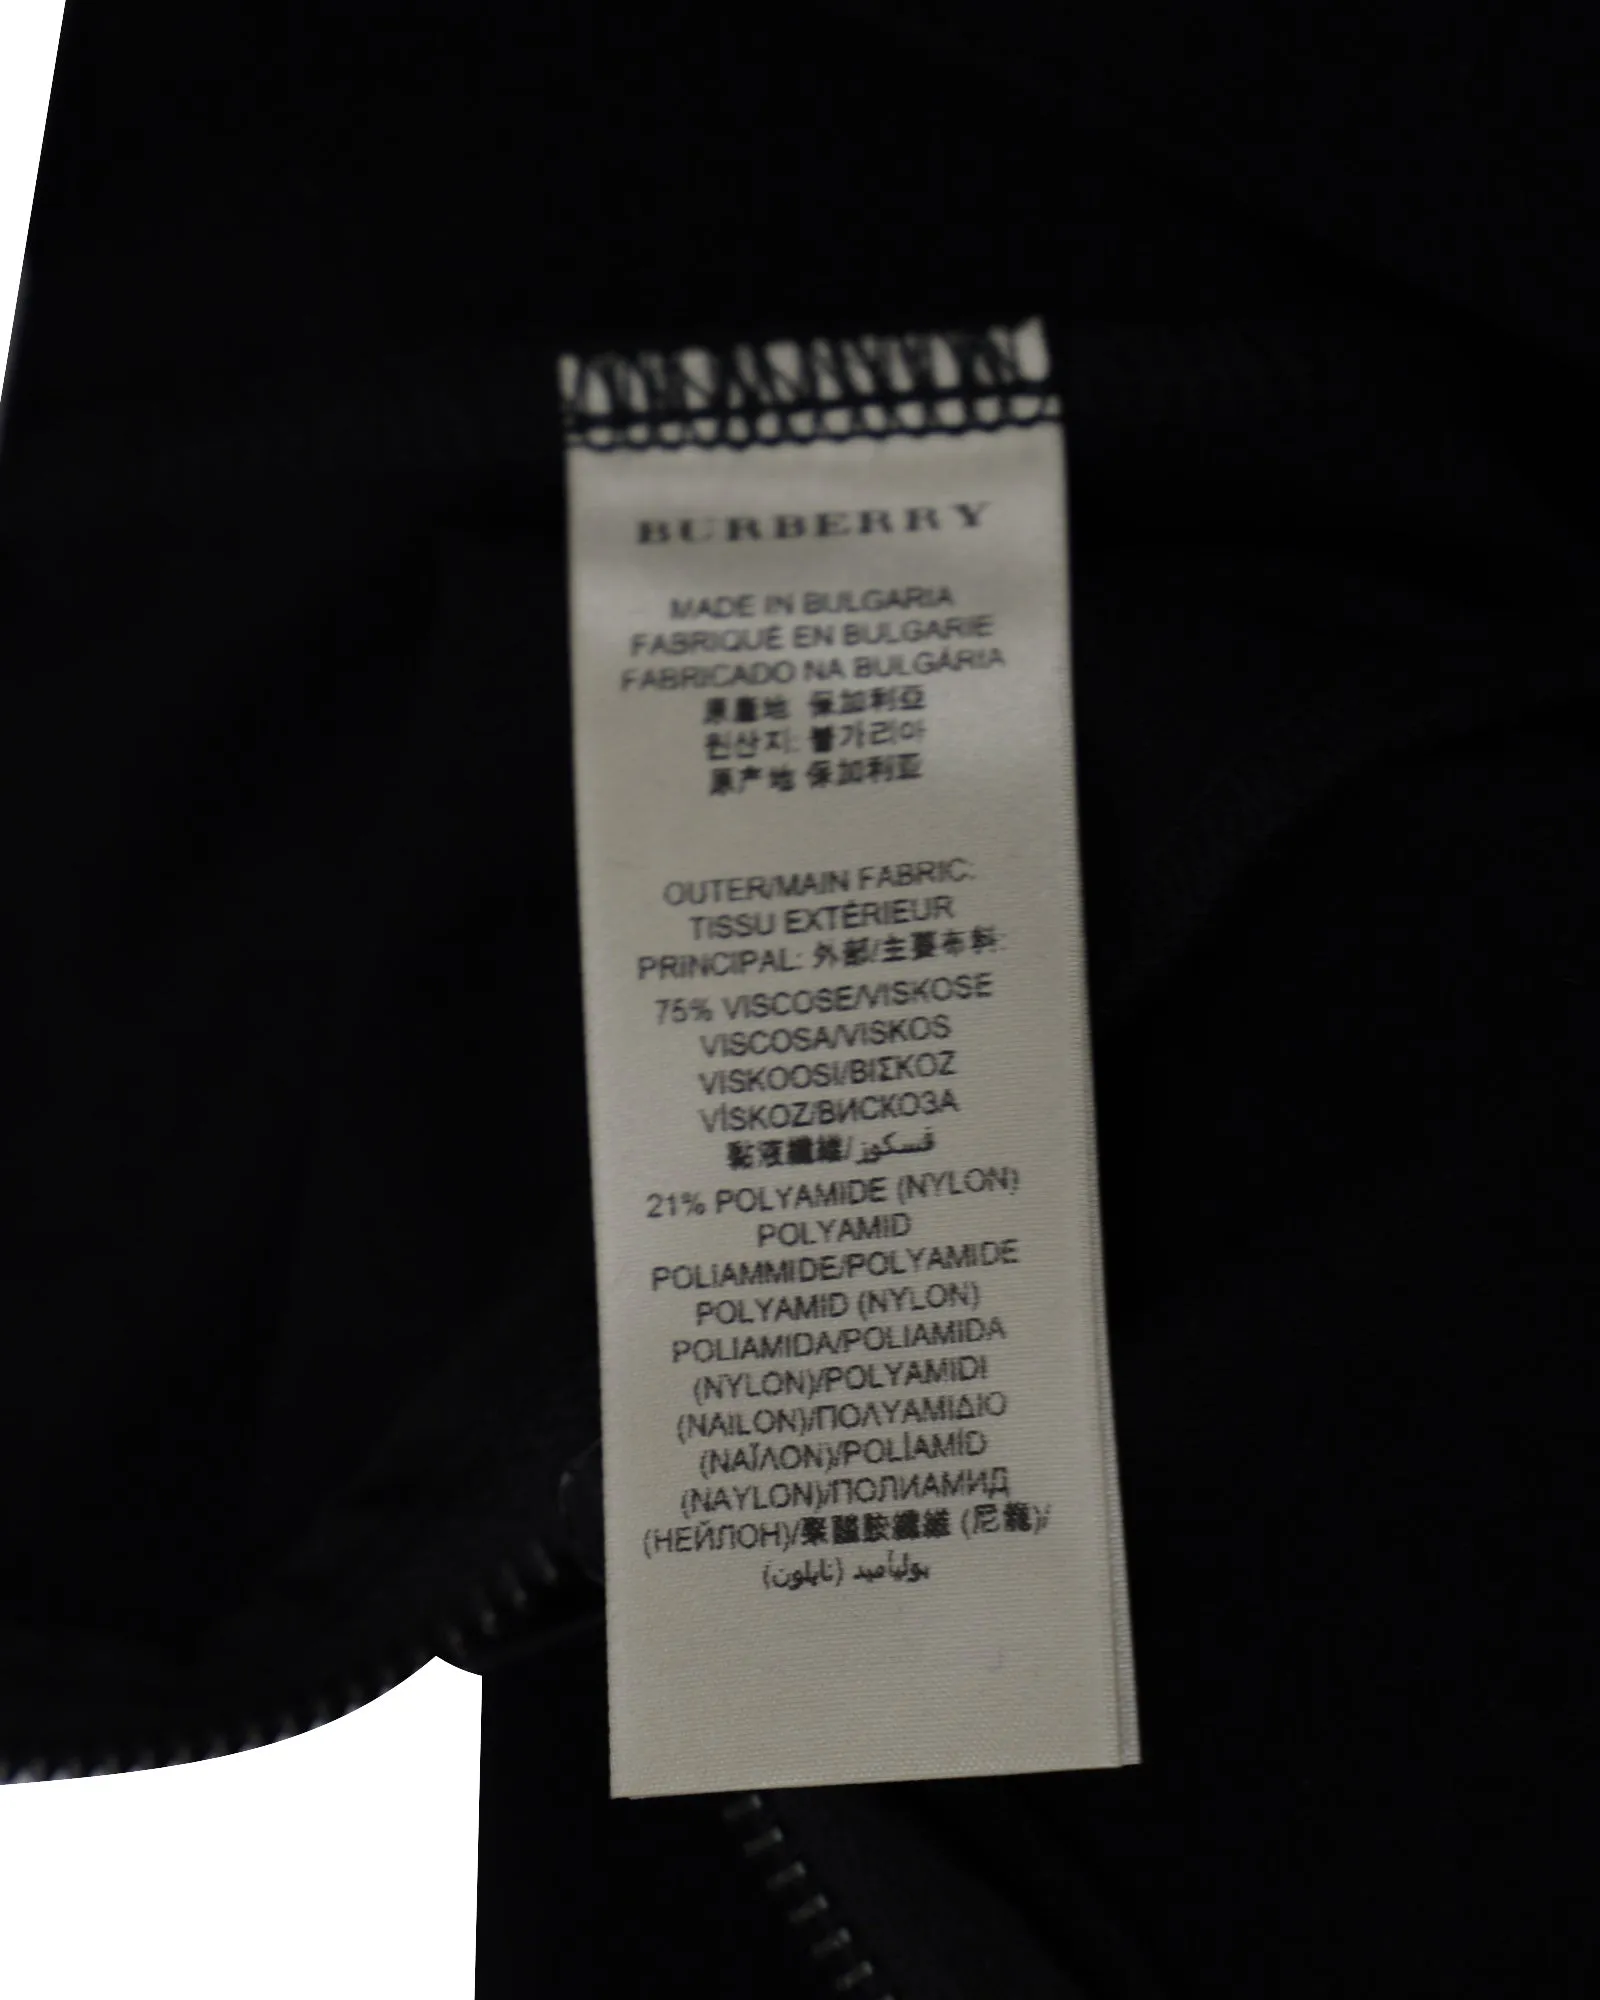 BURBERRY
MADE IN BULGARIA
FABRIQUÉ EN BULGARIE
FABRICADO NA BULGÁRIA
原產地 保加利亞
원산지: 불가리아
原产地 保加利亚
OUTER/MAIN FABRIC:
TISSU EXTÉRIEUR
PRINCIPAL: 外部/主要布料:
75% VISCOSE/VISKOSE
VISCOSA/VISKOS
VISKOOSI/ΒΙΣΚΟΖ
VİSKOZ/ВИСКОЗА
黏液纖維/فسكوز
21% POLYAMIDE (NYLON)/
POLYAMID
POLIAMMIDE/POLYAMIDE
POLYAMID (NYLON)
POLIAMIDA/POLIAMIDA
(NYLON)/POLYAMIDI
(NAILON)/ΠΟΛΥΑΜΙΔΙΟ
(ΝΑΪΛΟΝ)/POLİAMİD
(NAYLON)/ПОЛИАМИД
(НЕЙЛОН)/聚醯胺纖維 (尼龍)/
بولياميد (نايلون)